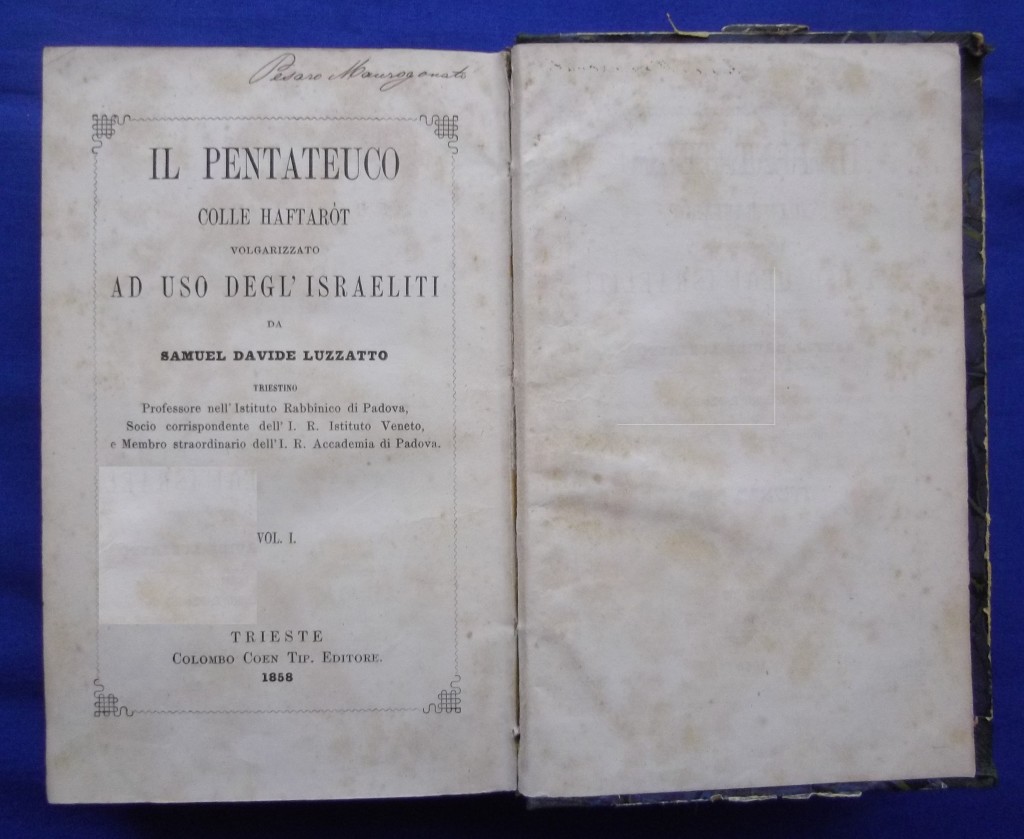 Pesaro Maurogonato
IL PENTATEUCO
COLLE HAFTARÒT
VOLGARIZZATO
AD USO DEGL' ISRAELITI
DA
SAMUEL DAVIDE LUZZATTO
TRIESTINO
Professore nell' Istituto Rabbinico di Padova,
Socio corrispondente dell' I. R. Istituto Veneto,
e Membro straordinario dell' I. R. Accademia di Padova.
VOL. I.
TRIESTE
COLOMBO COEN TIP. EDITORE.
1858